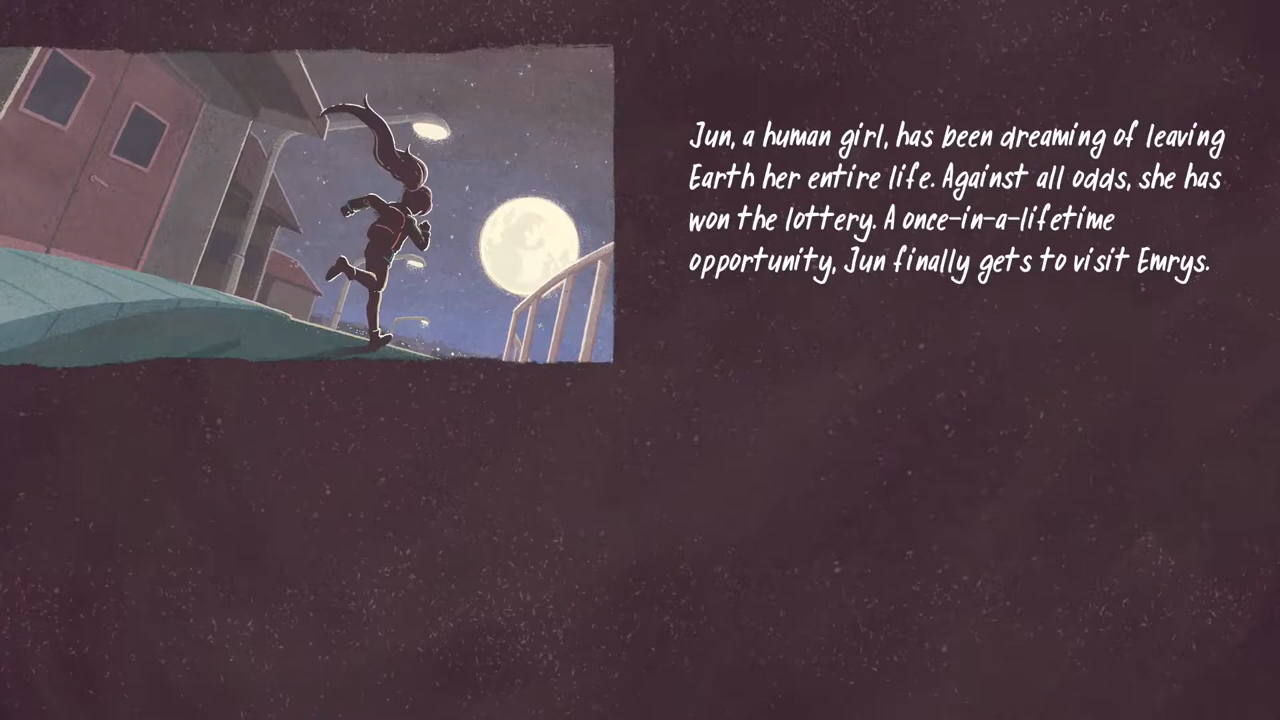 Jun, a human girl, has been dreaming of leaving
Earth her entire life. Against all odds, she has
won the lottery. A once-in-a-lifetime
opportunity, Jun finally gets to visit Emrys.